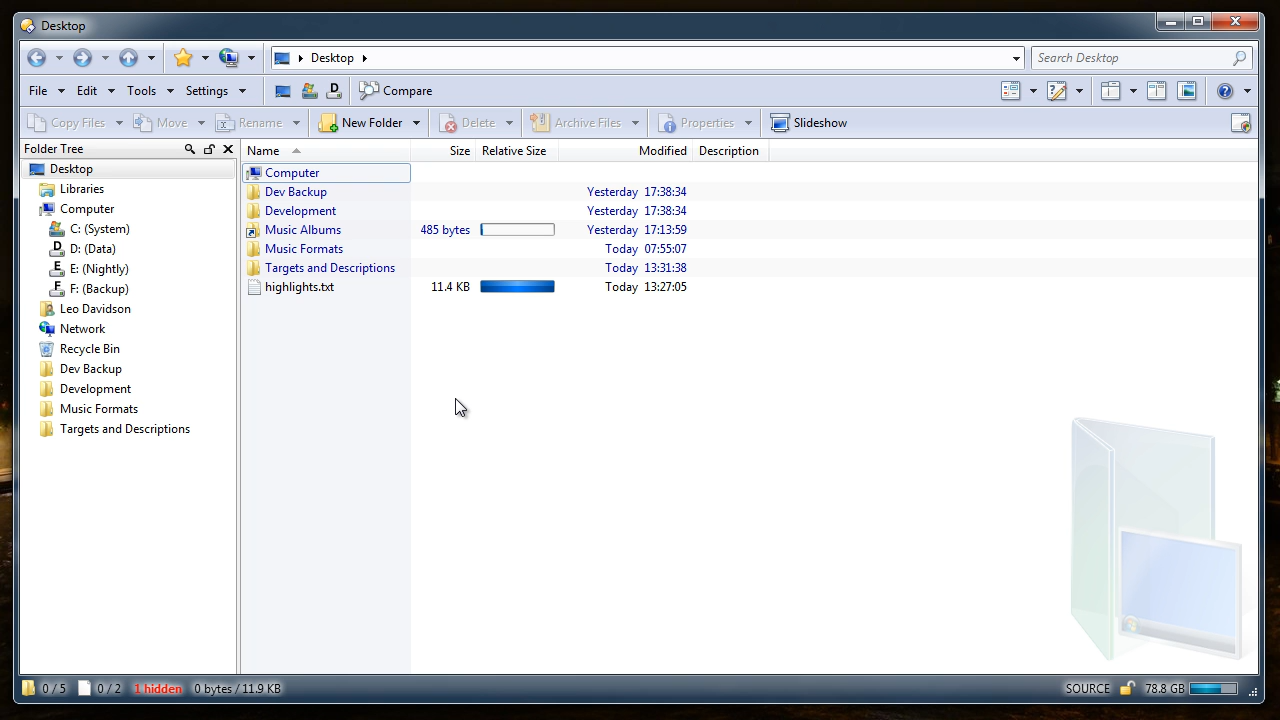 Desktop
Desktop
Search Desktop
File Edit Tools Settings Compare
Copy Files Move Rename New Folder Delete Archive Files Properties Slideshow
Folder Tree
Name Size Relative Size Modified Description
Desktop
Libraries
Computer
C: (System)
D: (Data)
E: (Nightly)
F: (Backup)
Leo Davidson
Network
Recycle Bin
Dev Backup
Development
Music Formats
Targets and Descriptions
Computer
Dev Backup Yesterday 17:38:34
Development Yesterday 17:38:34
Music Albums 485 bytes Yesterday 17:13:59
Music Formats Today 07:55:07
Targets and Descriptions Today 13:31:38
highlights.txt 11.4 KB Today 13:27:05
0 / 5 0 / 2 1 hidden 0 bytes / 11.9 KB SOURCE 78.8 GB